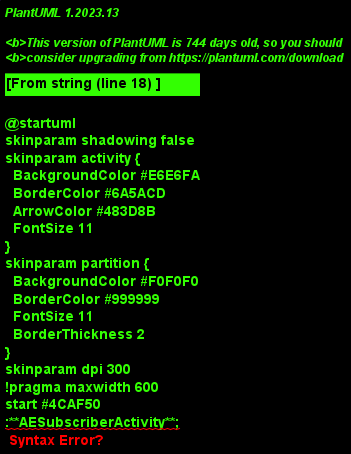 PlantUML 1.2023.13
<b>This version of PlantUML is 744 days old, so you should
<b>consider upgrading from https://plantuml.com/download
[From string (line 18) ]
@startuml
skinparam shadowing false
skinparam activity {
BackgroundColor #E6E6FA
BorderColor #6A5ACD
ArrowColor #483D8B
FontSize 11
}
skinparam partition {
BackgroundColor #F0F0F0
BorderColor #999999
FontSize 11
BorderThickness 2
}
skinparam dpi 300
!pragma maxwidth 600
start #4CAF50
:**AESubscriberActivity**;
Syntax Error?